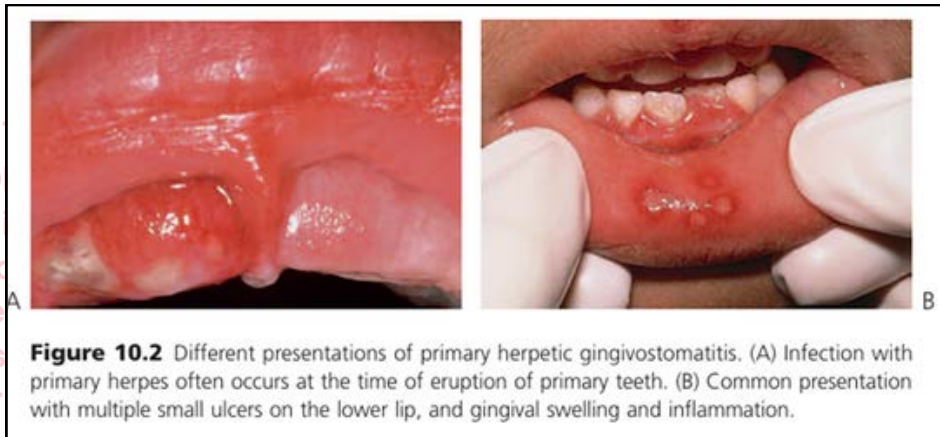 A
B
Figure 10.2 Different presentations of primary herpetic gingivostomatitis. (A) Infection with
primary herpes often occurs at the time of eruption of primary teeth. (B) Common presentation
with multiple small ulcers on the lower lip, and gingival swelling and inflammation.